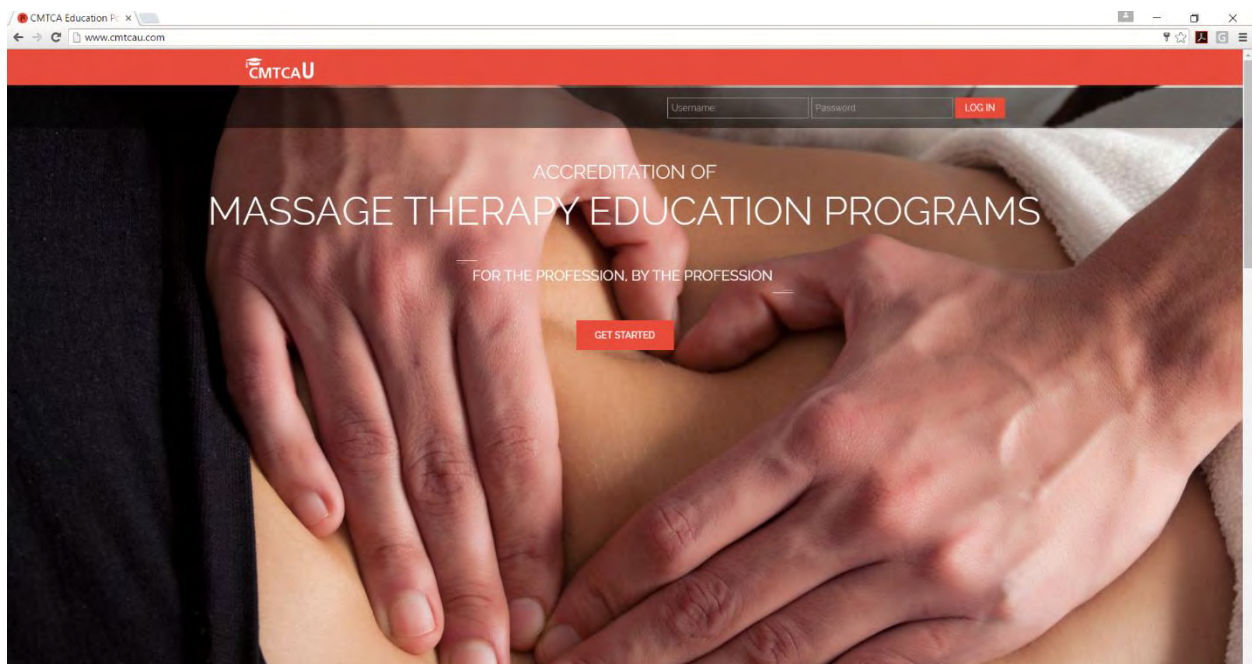 CMTCA Education Po
www.cmtcau.com
CMTCAU
Username
Password
LOG IN
ACCREDITATION OF
MASSAGE THERAPY EDUCATION PROGRAMS
FOR THE PROFESSION, BY THE PROFESSION
GET STARTED